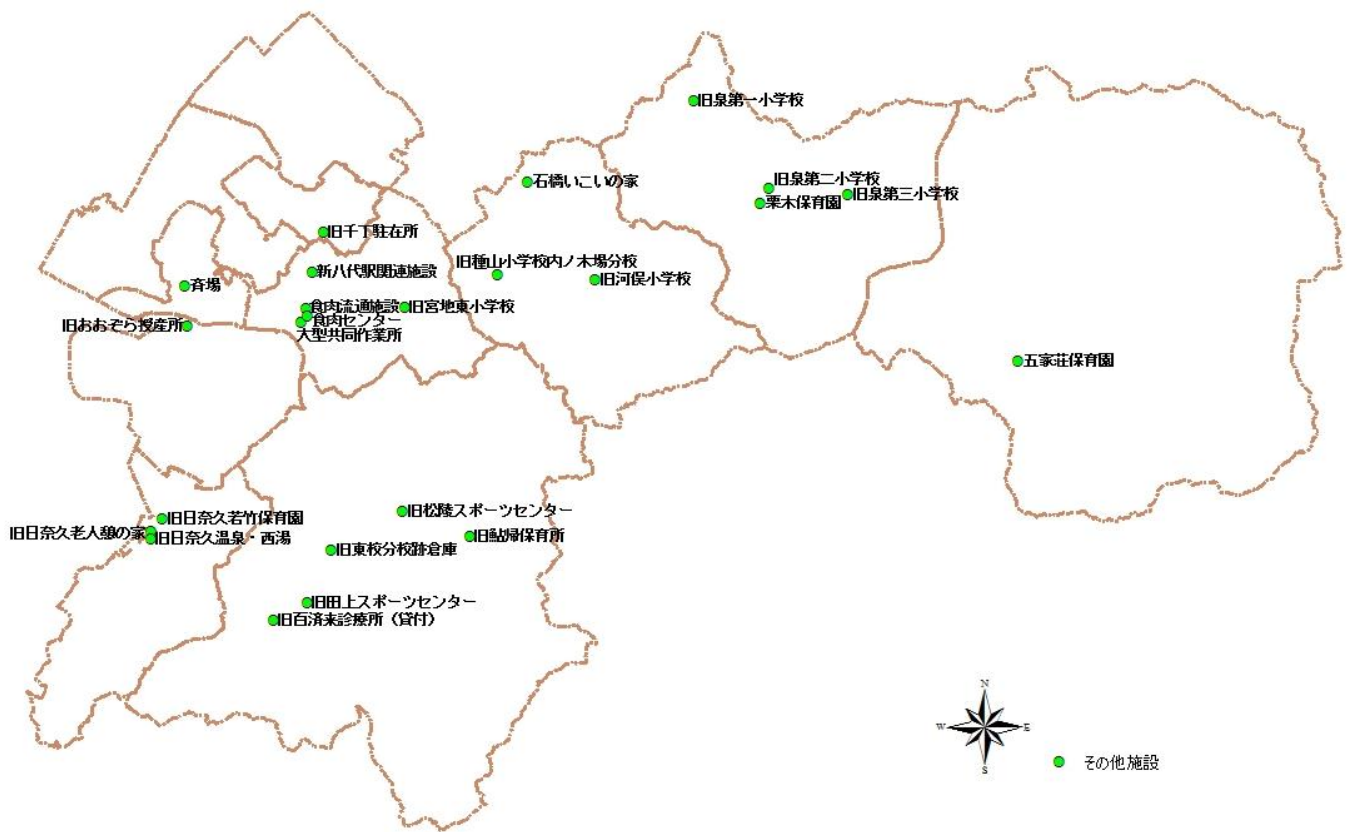 旧泉第一小学校
石橋いこいの家
旧泉第二小学校
旧泉第三小学校
栗木保育園
旧千丁駐在所
旧種山小学校内ノ木場分校
新八代駅関連施設
旧河俣小学校
斉場
食肉流通施設
旧宮地東小学校
食肉センター
旧おおぞら授産所
大型共同作業所
五家荘保育園
旧松陵スポーツセンター
旧日奈久若竹保育園
旧日奈久老人憩の家
旧日奈久温泉・西湯
旧鮎帰保育所
旧東校分校跡倉庫
旧田上スポーツセンター
旧百済来診療所（貸付）
N
W
E
S
その他施設